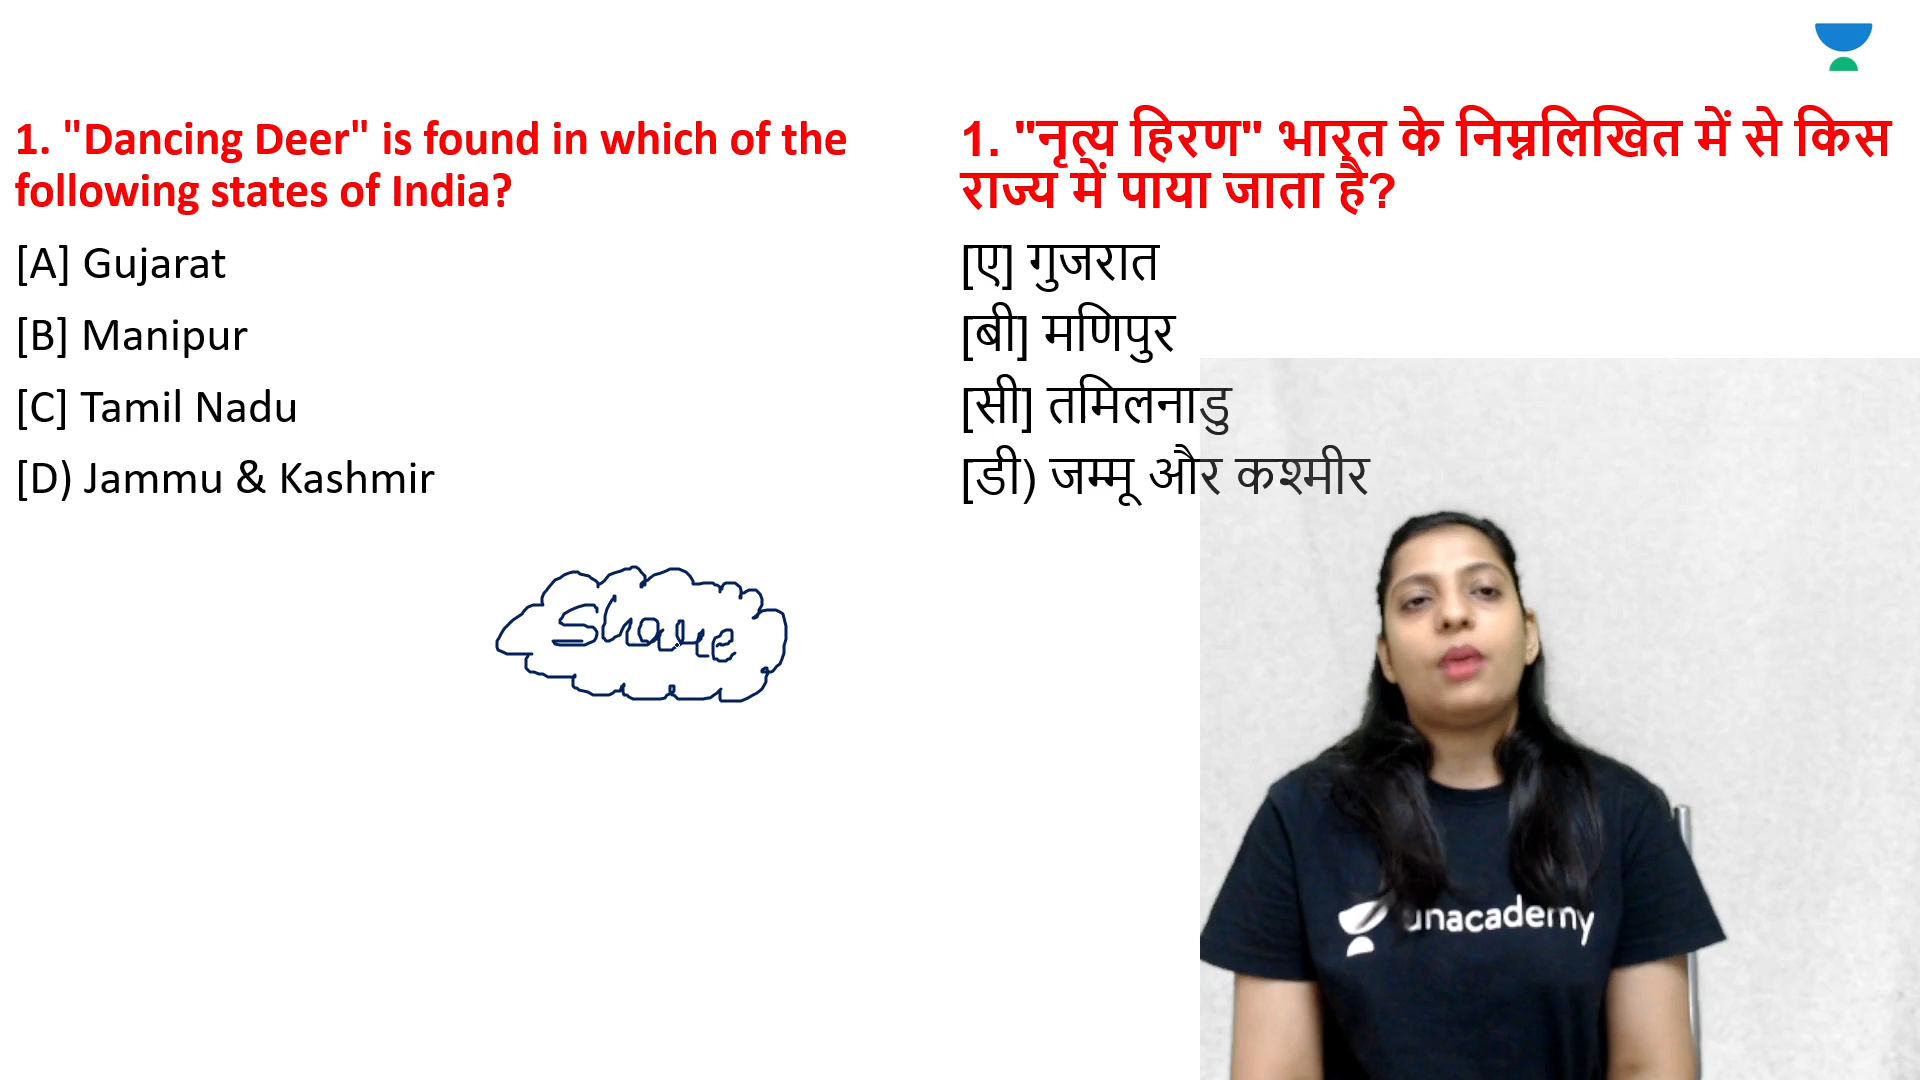 1. "Dancing Deer" is found in which of the
following states of India?
[A] Gujarat
[B] Manipur
[C] Tamil Nadu
[D) Jammu & Kashmir
1. "नृत्य हिरण" भारत के निम्नलिखित में से किस
राज्य में पाया जाता है?
[ए] गुजरात
[बी] मणिपुर
[सी] तमिलनाडु
[डी) जम्मू और कश्मीर
Share
unacademy